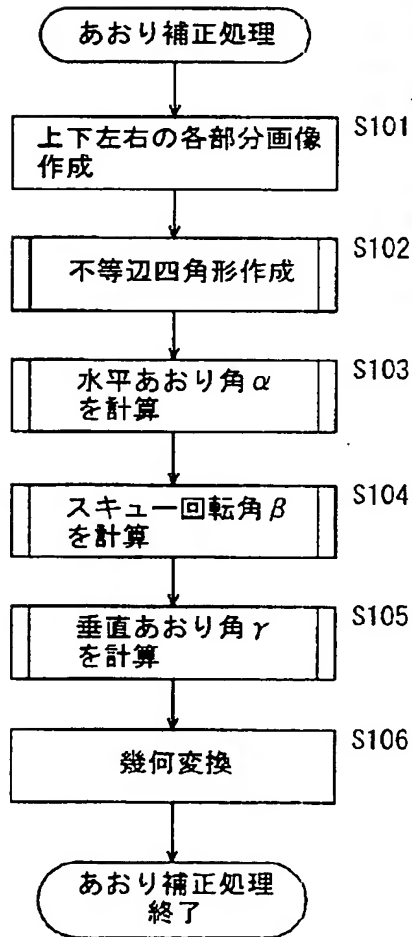 あおり補正処理
上下左右の各部分画像
作成
S101
不等辺四角形作成
S102
水平あおり角α
を計算
S103
スキュー回転角β
を計算
S104
垂直あおり角γ
を計算
S105
幾何変換
S106
あおり補正処理
終了